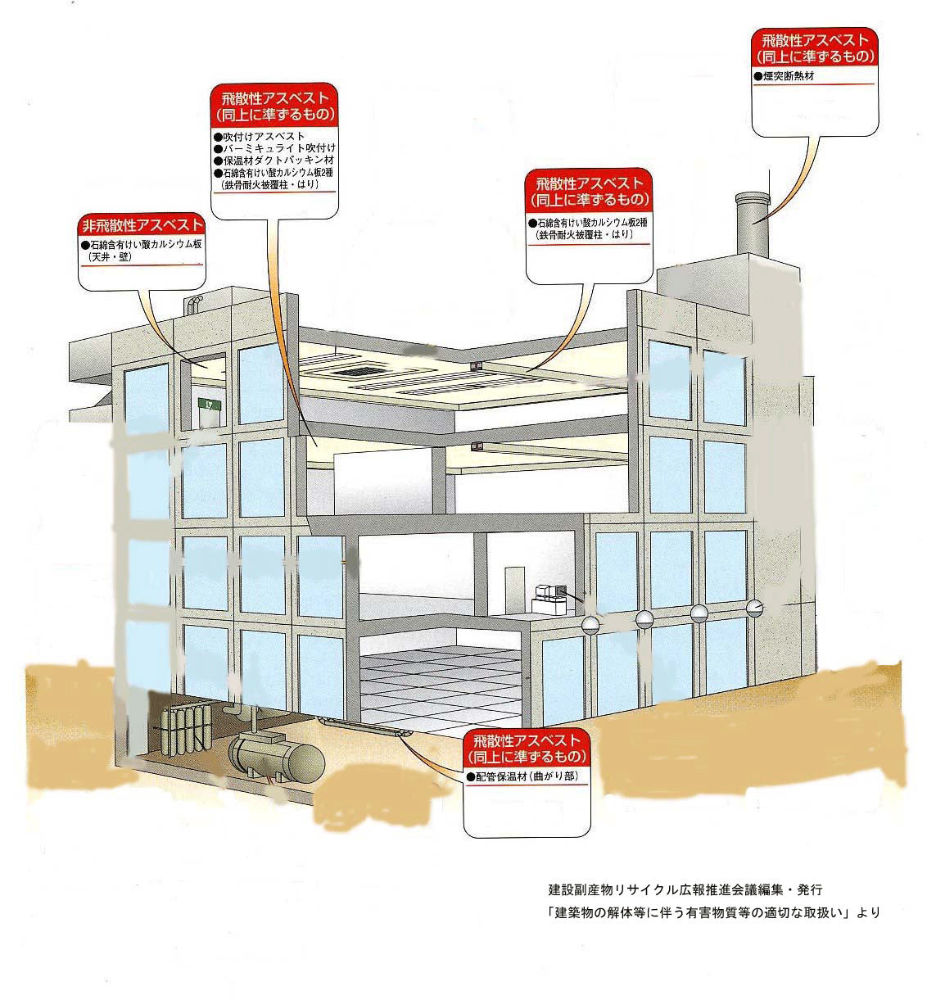 飛散性アスベスト
(同上に準ずるもの)
●煙突断熱材
飛散性アスベスト
(同上に準ずるもの)
●吹付けアスベスト
●バーミキュライト吹付け
●保温材ダクトパッキン材
●石綿含有けい酸カルシウム板2種
(鉄骨耐火被覆柱・はり)
飛散性アスベスト
(同上に準ずるもの)
●石綿含有けい酸カルシウム板2種
(鉄骨耐火被覆柱・はり)
非飛散性アスベスト
●石綿含有けい酸カルシウム板
(天井・壁)
飛散性アスベスト
(同上に準ずるもの)
●配管保温材(曲がり部)
建設副産物リサイクル広報推進会議編集・発行
「建築物の解体等に伴う有害物質等の適切な取扱い」より